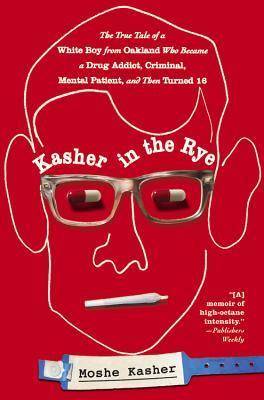 The True Tale of a
White Boy from Oakland Who Became
a Drug Addict, Criminal,
Mental Patient, and Then Turned 16
Kasher in the Rye
"[A]
memoir of
high-octane
intensity."
—Publishers
Weekly
Moshe Kasher